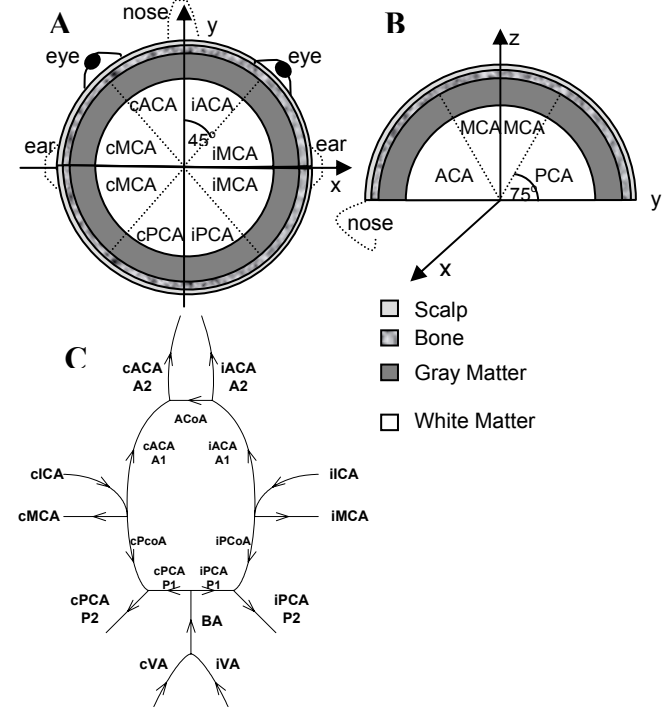 A
nose
y
eye
eye
cACA iACA
45°
cMCA
iMCA
ear
ear
x
cMCA
iMCA
cPCA iPCA
B
z
MCA MCA
ACA
PCA
75°
y
nose
x
Scalp
Bone
Gray Matter
White Matter
C
cACA
A2
iACA
A2
ACoA
cACA
A1
iACA
A1
cICA
iICA
cMCA
iMCA
cPcoA
iPCoA
cPCA
P1
iPCA
P1
cPCA
P2
iPCA
P2
BA
cVA
iVA